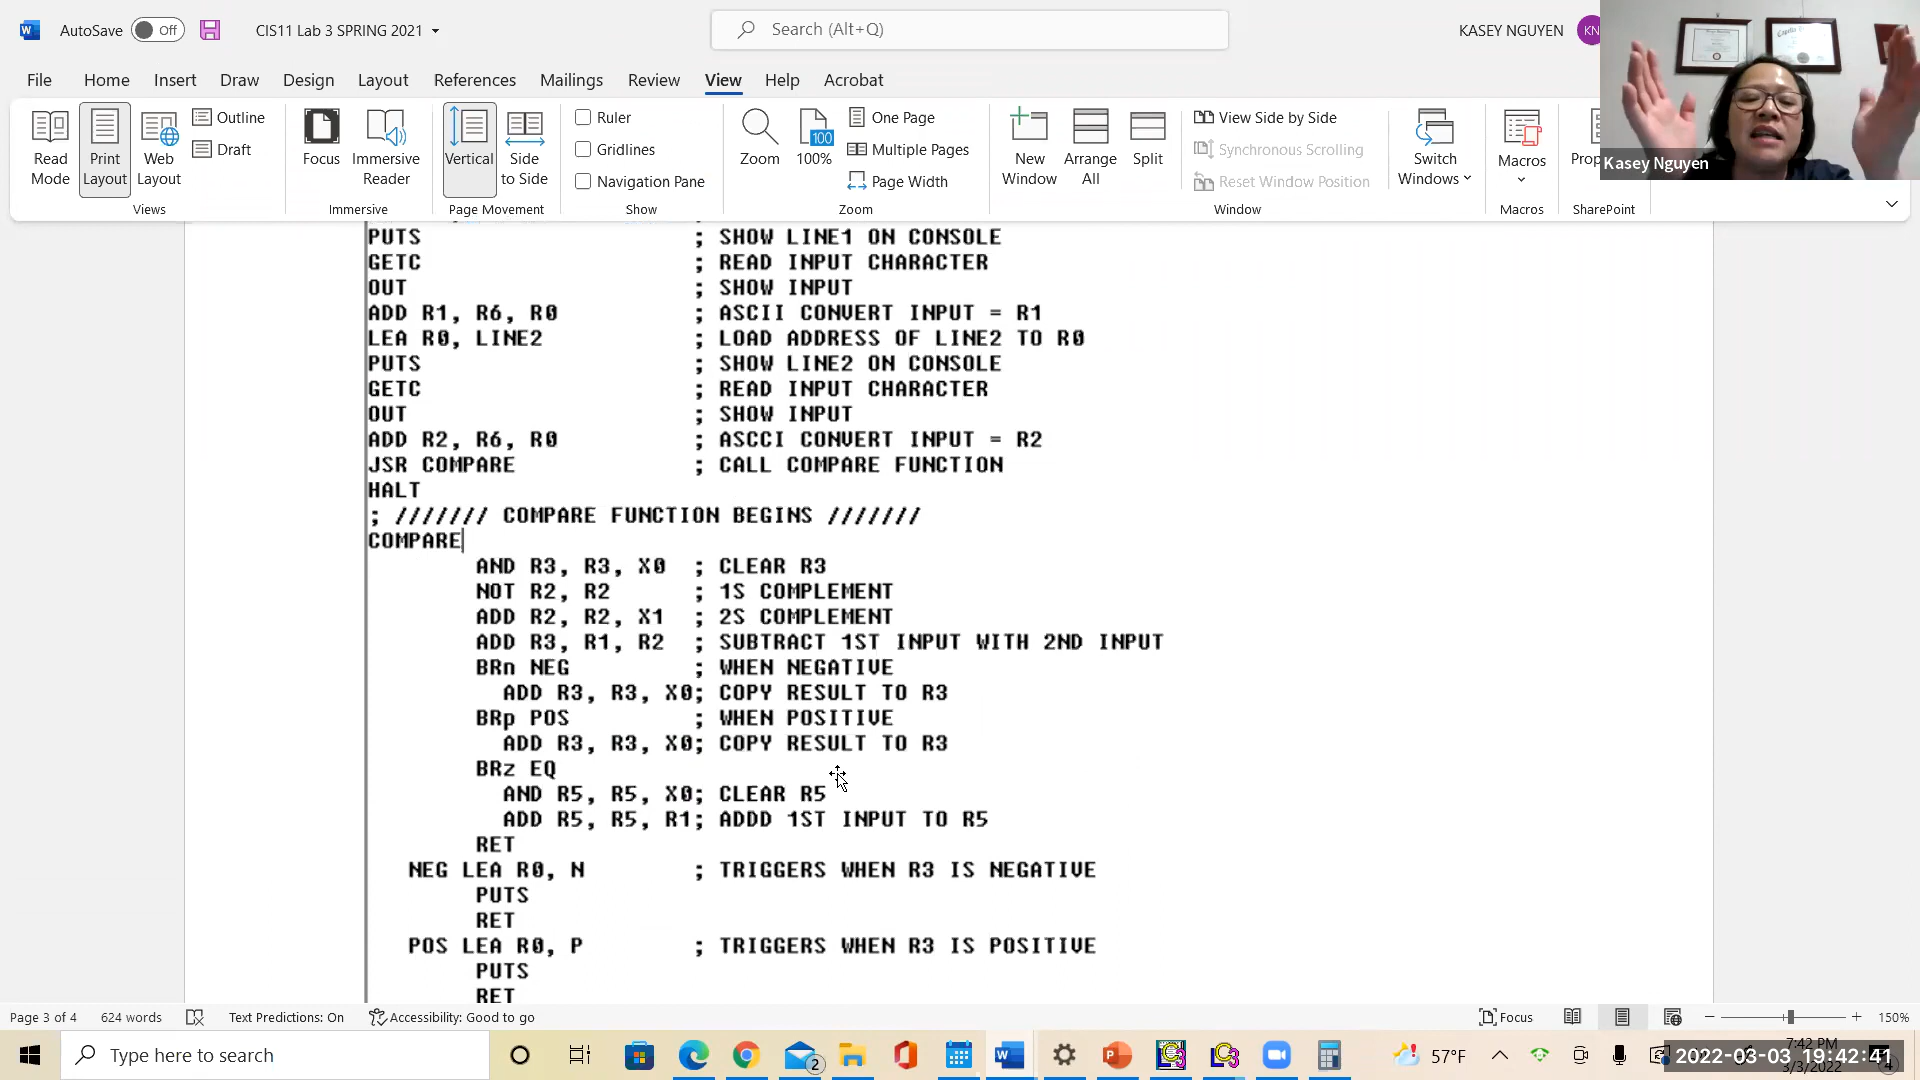 AutoSave Off CIS11 Lab 3 SPRING 2021 Search (Alt+Q) KASEY NGUYEN KN
File Home Insert Draw Design Layout References Mailings Review View Help Acrobat
Read Mode
Print Layout
Web Layout
Outline
Draft
Views
Focus
Immersive Reader
Immersive
Vertical
Side to Side
Page Movement
Ruler
Gridlines
Navigation Pane
Show
Zoom
100
100%
One Page
Multiple Pages
Page Width
Zoom
New Window
Arrange All
Split
View Side by Side
Synchronous Scrolling
Reset Window Position
Switch Windows
Window
Macros
Macros
SharePoint
Kasey Nguyen
PUTS ; SHOW LINE1 ON CONSOLE
GETC ; READ INPUT CHARACTER
OUT ; SHOW INPUT
ADD R1, R6, R0 ; ASCII CONVERT INPUT = R1
LEA R0, LINE2 ; LOAD ADDRESS OF LINE2 TO R0
PUTS ; SHOW LINE2 ON CONSOLE
GETC ; READ INPUT CHARACTER
OUT ; SHOW INPUT
ADD R2, R6, R0 ; ASCCI CONVERT INPUT = R2
JSR COMPARE ; CALL COMPARE FUNCTION
HALT
; /////// COMPARE FUNCTION BEGINS ///////
COMPARE
AND R3, R3, X0 ; CLEAR R3
NOT R2, R2 ; 1S COMPLEMENT
ADD R2, R2, X1 ; 2S COMPLEMENT
ADD R3, R1, R2 ; SUBTRACT 1ST INPUT WITH 2ND INPUT
BRn NEG ; WHEN NEGATIVE
ADD R3, R3, X0; COPY RESULT TO R3
BRp POS ; WHEN POSITIVE
ADD R3, R3, X0; COPY RESULT TO R3
BRz EQ
AND R5, R5, X0; CLEAR R5
ADD R5, R5, R1; ADDD 1ST INPUT TO R5
RET
NEG LEA R0, N ; TRIGGERS WHEN R3 IS NEGATIVE
PUTS
RET
POS LEA R0, P ; TRIGGERS WHEN R3 IS POSITIVE
PUTS
RET
Page 3 of 4 624 words Text Predictions: On Accessibility: Good to go Focus 150%
Type here to search 2 57°F 7:42 PM
2022-03-03 19:42:41
3/3/2022